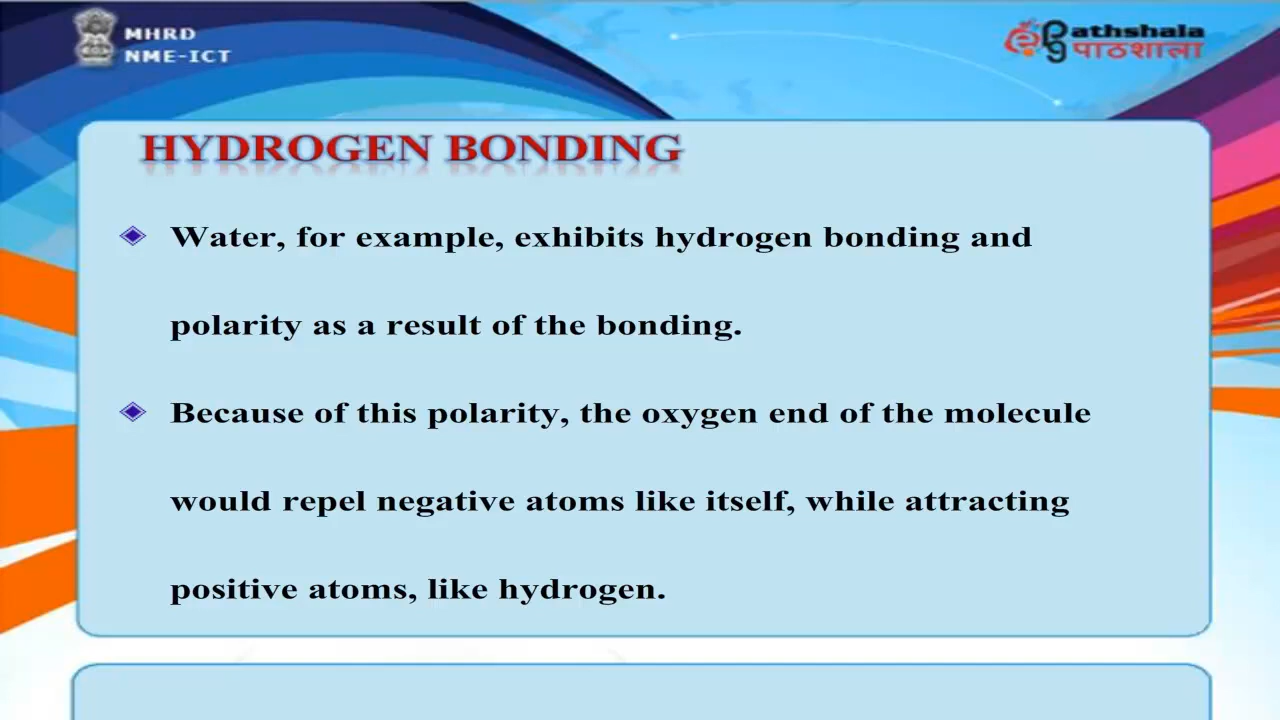 MHRD
NME-ICT
ePGathshala
पाठशाला
HYDROGEN BONDING
Water, for example, exhibits hydrogen bonding and
polarity as a result of the bonding.
Because of this polarity, the oxygen end of the molecule
would repel negative atoms like itself, while attracting
positive atoms, like hydrogen.